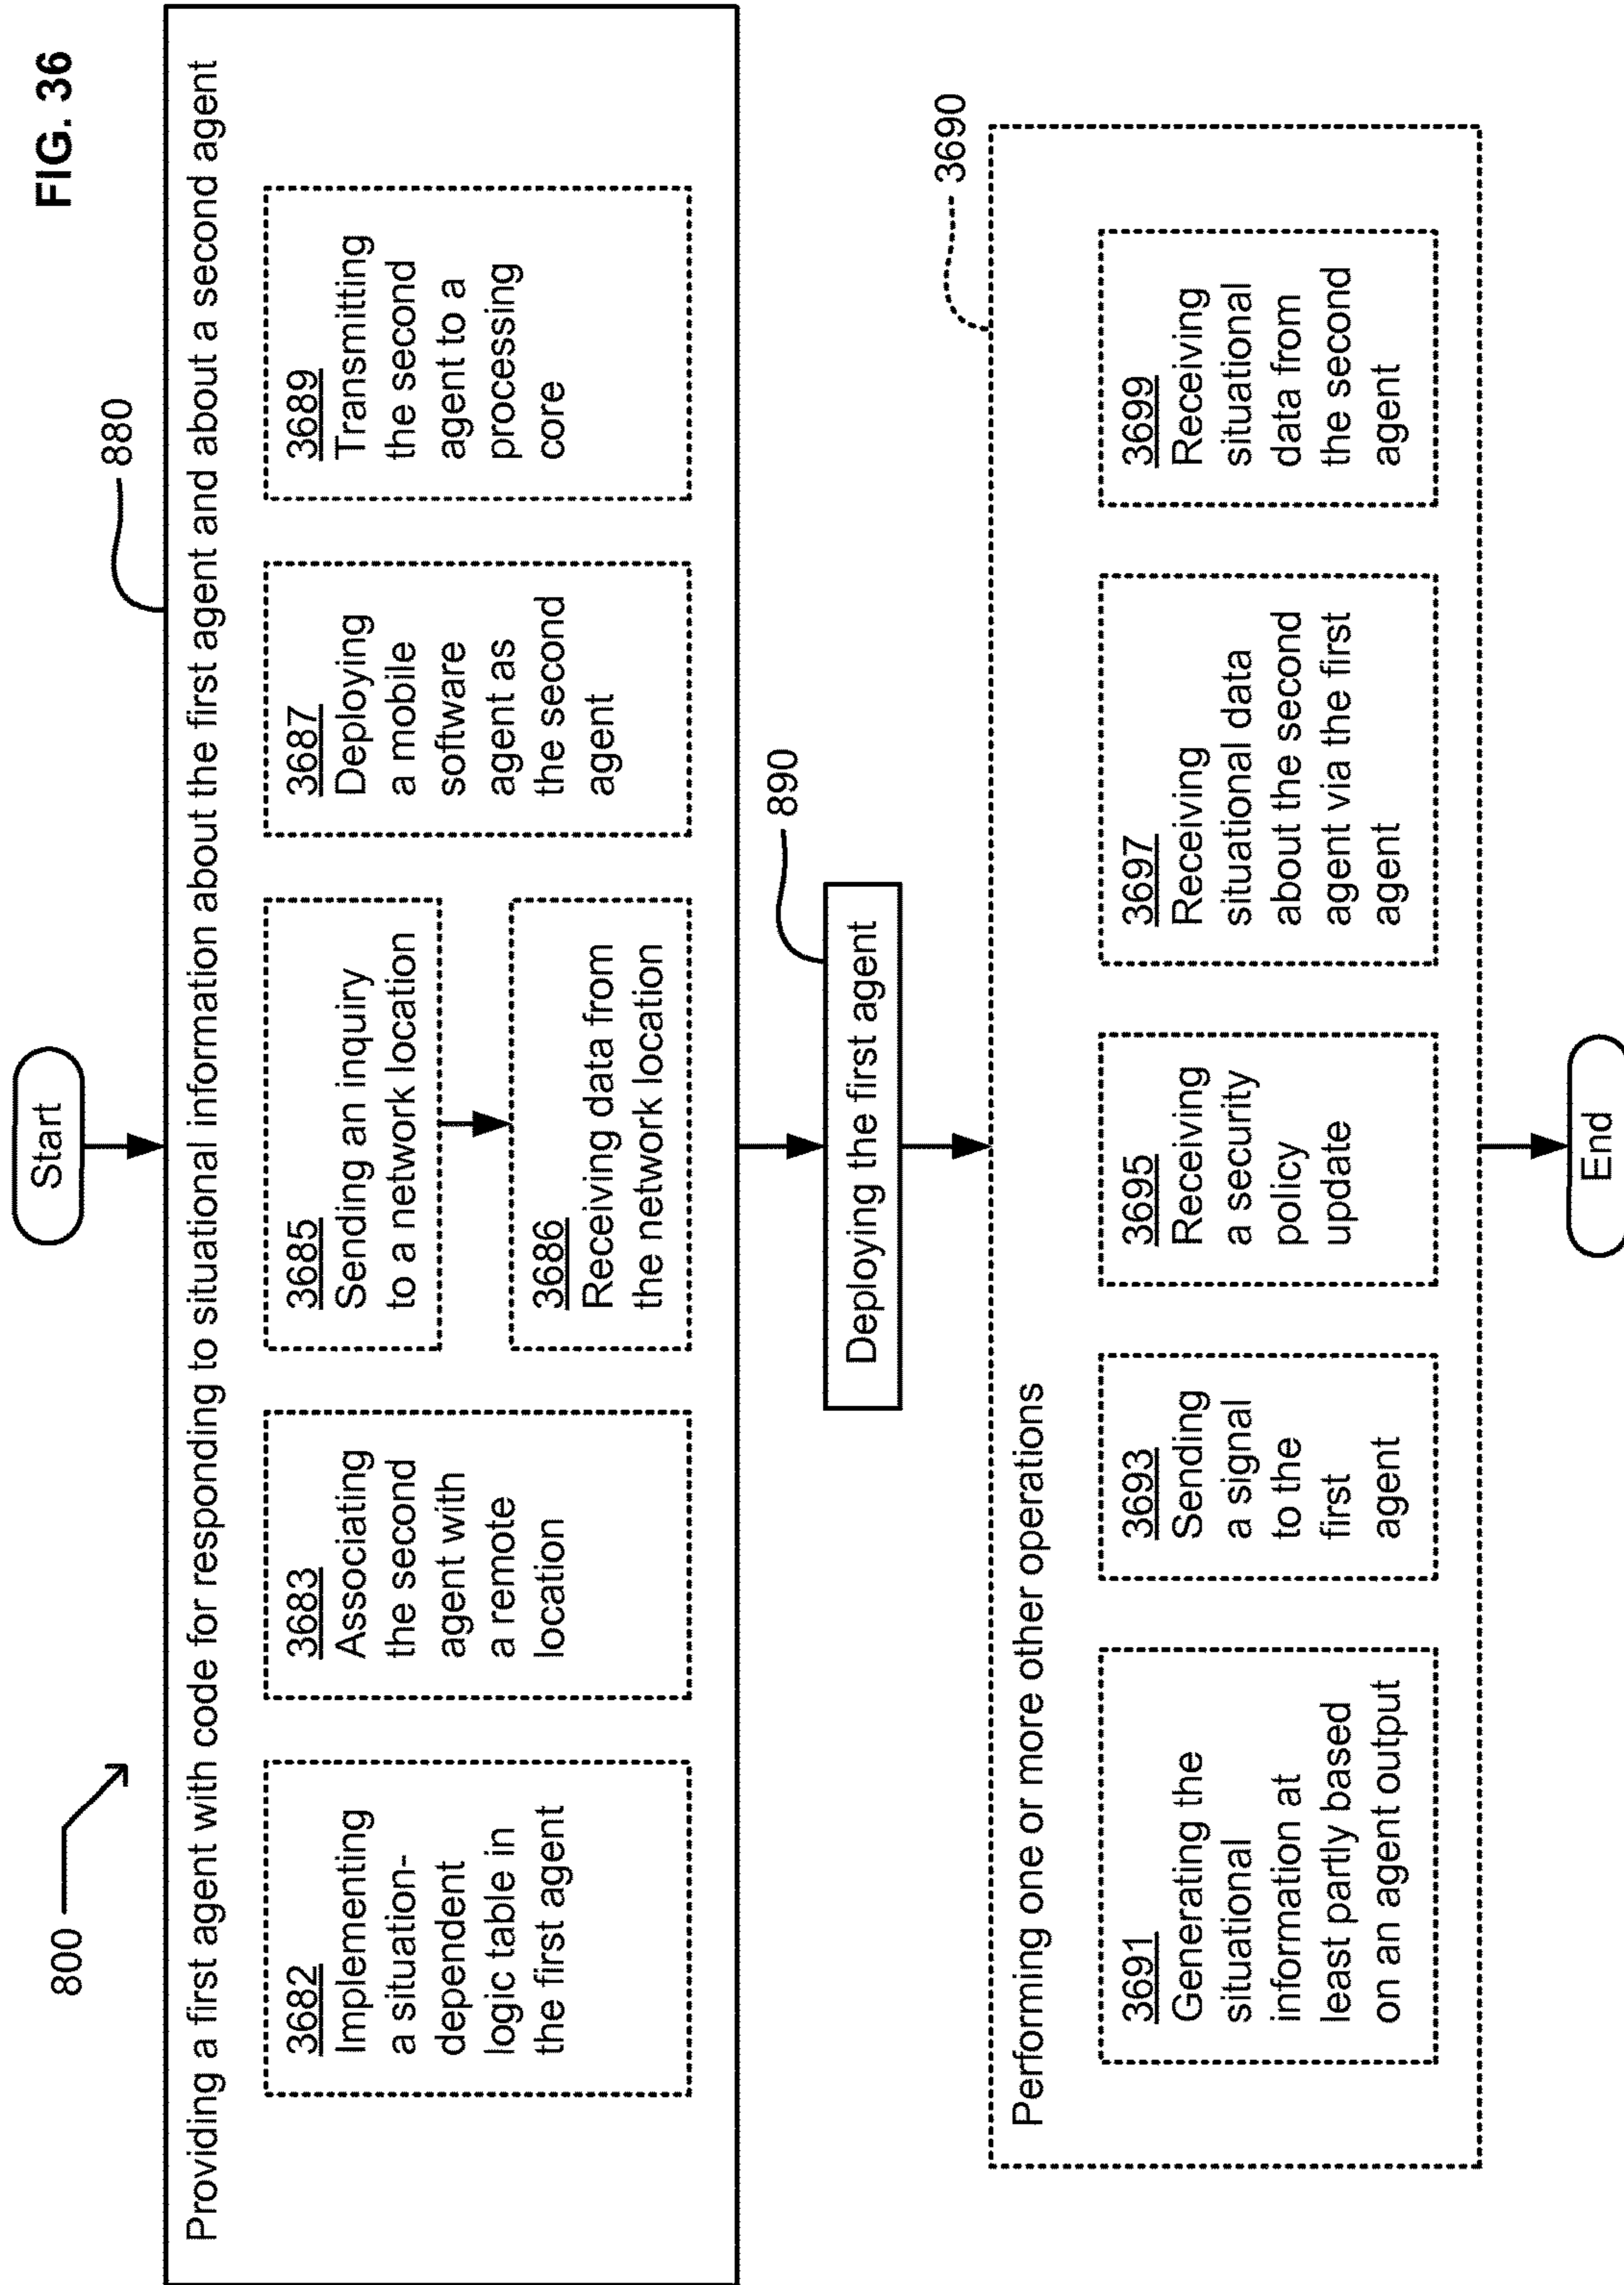 FIG. 36
800
Start
880
Providing a first agent with code for responding to situational information about the first agent and about a second agent
3682
Implementing
a situation-
dependent
logic table in
the first agent
3683
Associating
the second
agent with
a remote
location
3685
Sending an inquiry
to a network location
3686
Receiving data from
the network location
3687
Deploying
a mobile
software
agent as
the second
agent
3689
Transmitting
the second
agent to a
processing
core
890
Deploying the first agent
3690
Performing one or more other operations
3691
Generating the
situational
information at
least partly based
on an agent output
3693
Sending
a signal
to the
first
agent
3695
Receiving
a security
policy
update
3697
Receiving
situational data
about the second
agent via the first
agent
3699
Receiving
situational
data from
the second
agent
End